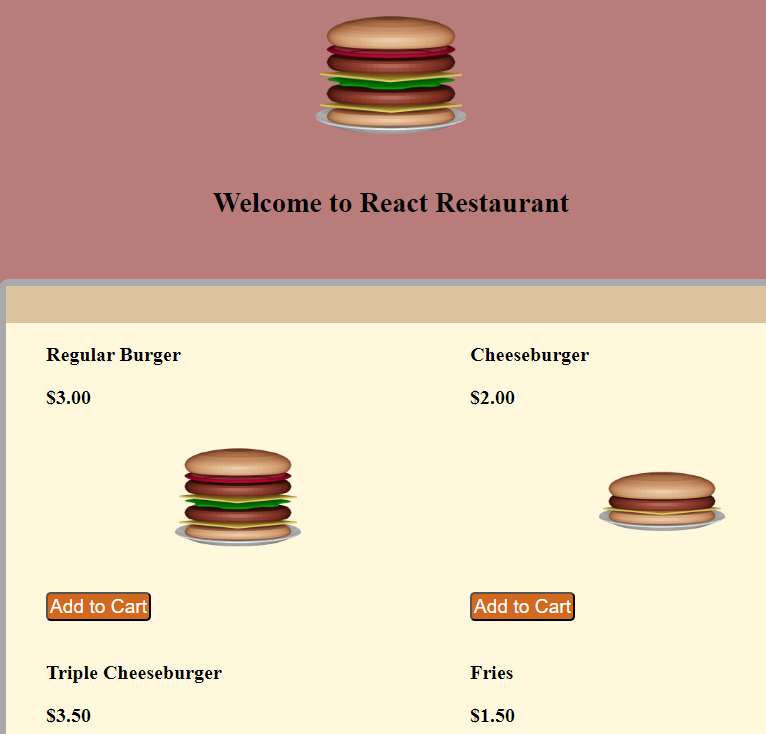 Welcome to React Restaurant
Regular Burger
$3.00
Add to Cart
Cheeseburger
$2.00
Add to Cart
Triple Cheeseburger
$3.50
Fries
$1.50